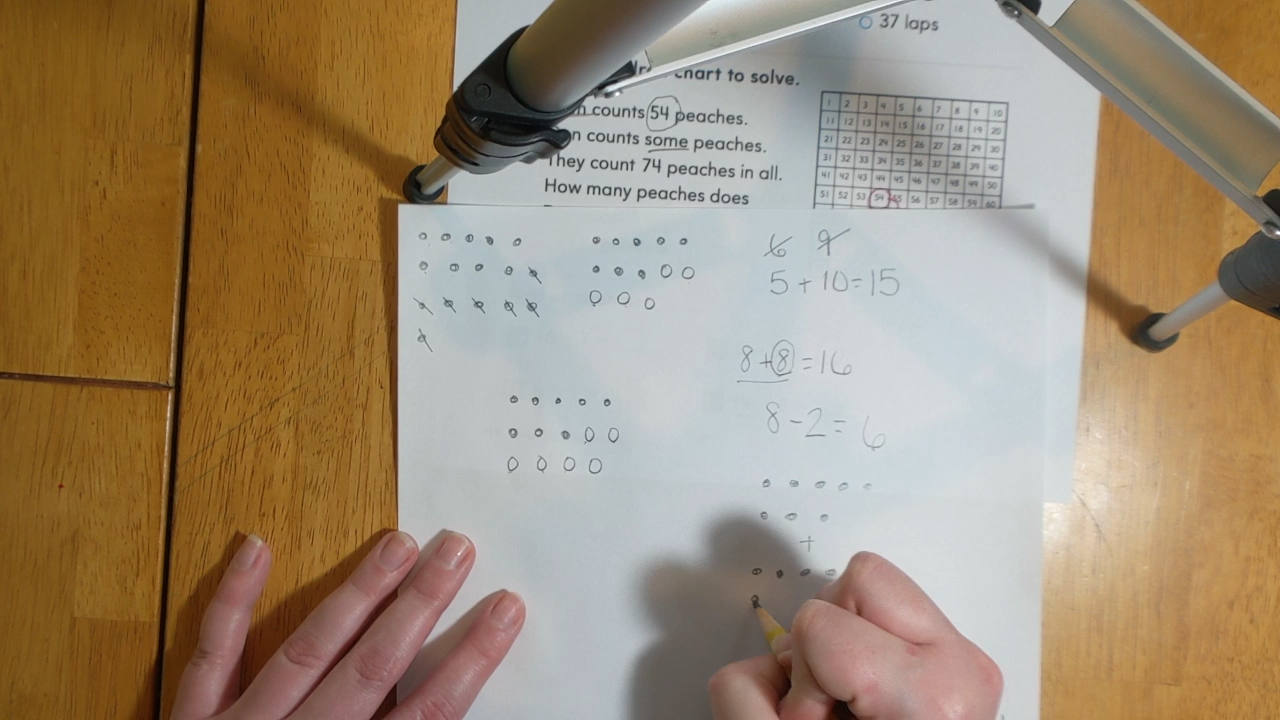 37 laps
chart to solve.
counts 54 peaches.
counts some peaches.
They count 74 peaches in all.
How many peaches does
1 2 3 4 5 6 7 8 9 10
11 12 13 14 15 16 17 18 19 20
21 22 23 24 25 26 27 28 29 30
31 32 33 34 35 36 37 38 39 40
41 42 43 44 45 46 47 48 49 50
51 52 53 54 55 56 57 58 59 60
6 9
5+10=15
8+8=16
8-2=6
+